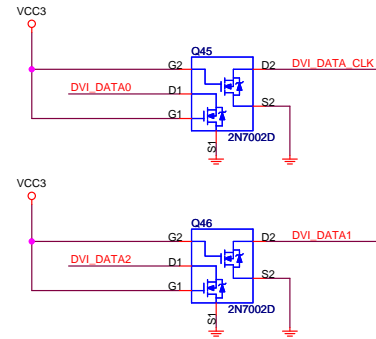 VCC3
Q45
G2 D2 DVI_DATA_CLK
DVI_DATA0 D1
S2
G1
2N7002D
S1
VCC3
Q46
G2 D2 DVI_DATA1
DVI_DATA2 D1
S2
G1
2N7002D
S1